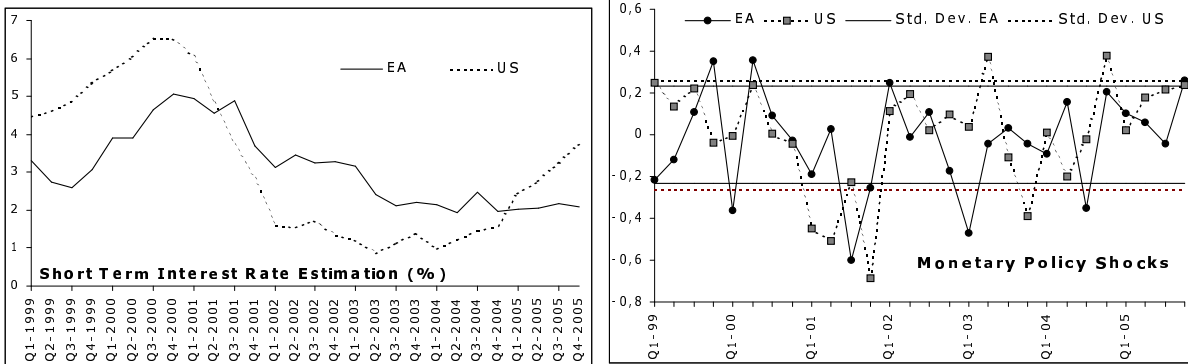 7
6
5
4
3
2
1
0
EA
US
Short Term Interest Rate Estimation (%)
Q1-1999
Q2-1999
Q3-1999
Q4-1999
Q1-2000
Q2-2000
Q3-2000
Q4-2000
Q1-2001
Q2-2001
Q3-2001
Q4-2001
Q1-2002
Q2-2002
Q3-2002
Q4-2002
Q1-2003
Q2-2003
Q3-2003
Q4-2003
Q1-2004
Q2-2004
Q3-2004
Q4-2004
Q1-2005
Q2-2005
Q3-2005
Q4-2005
0,6
0,4
0,2
0
-0,2
-0,4
-0,6
-0,8
EA
US
Std. Dev. EA
Std. Dev. US
Monetary Policy Shocks
Q1-99
Q1-00
Q1-01
Q1-02
Q1-03
Q1-04
Q1-05